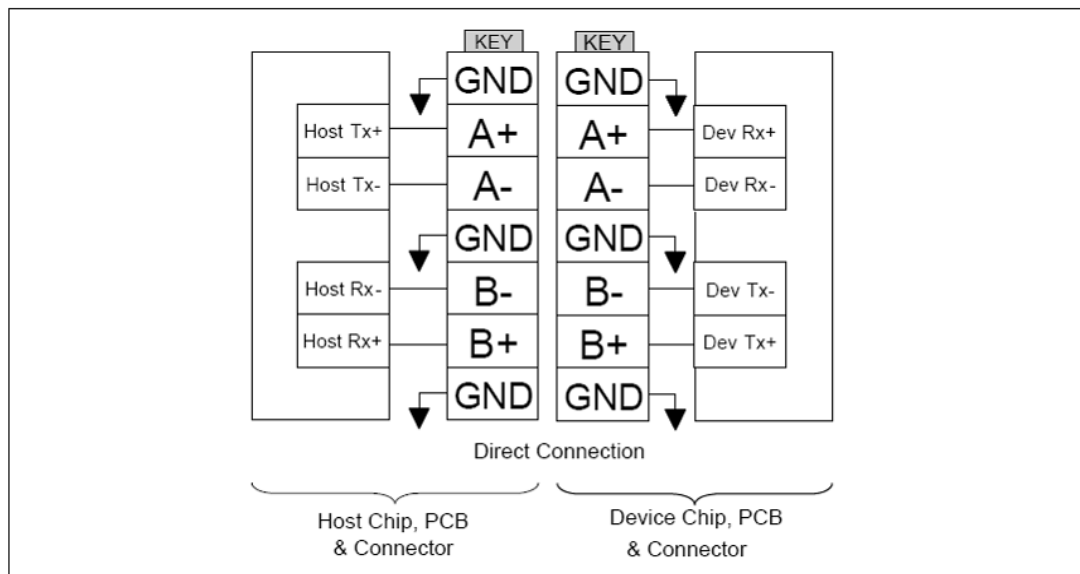 KEY KEY
GND GND
Host Tx+ A+ A+ Dev Rx+
Host Tx- A- A- Dev Rx-
GND GND
Host Rx- B- B- Dev Tx-
Host Rx+ B+ B+ Dev Tx+
GND GND
Direct Connection
Host Chip, PCB
& Connector
Device Chip, PCB
& Connector